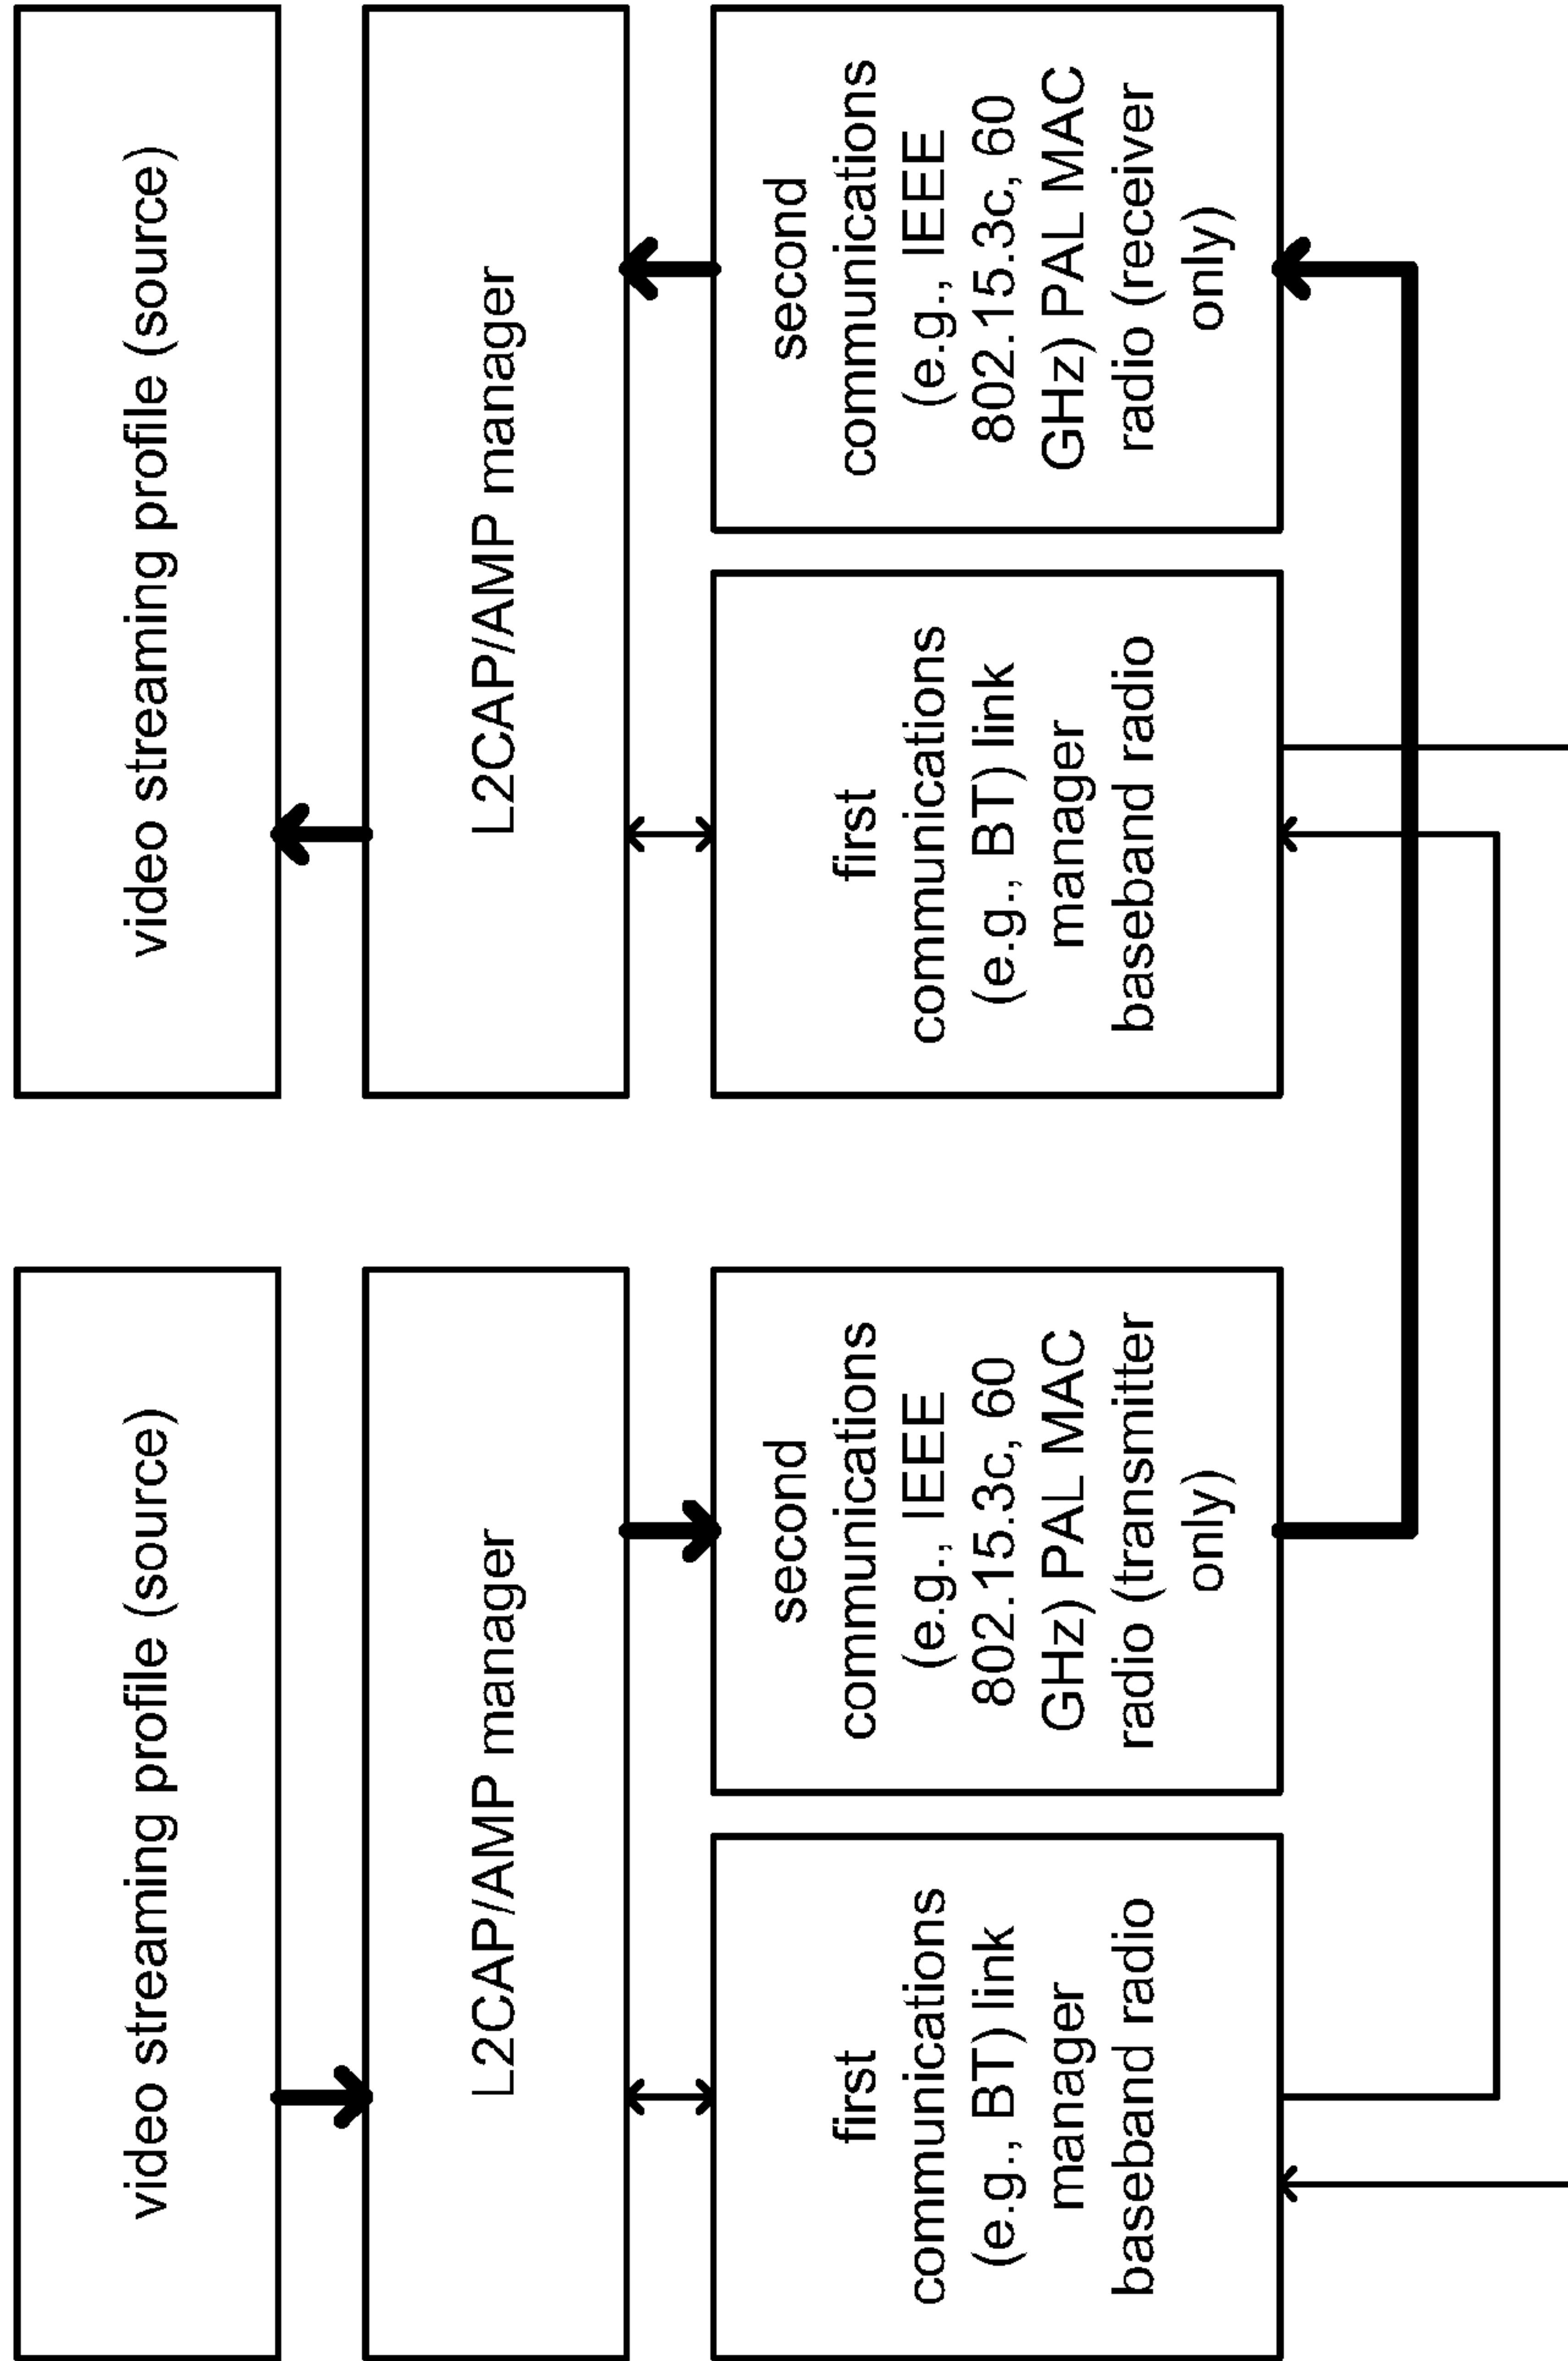 video streaming profile (source)
L2CAP/AMP manager
first
communications
(e.g., BT) link
manager
baseband radio
second
communications
(e.g., IEEE
802.15.3c, 60
GHz) PAL MAC
radio (transmitter
only)
video streaming profile (source)
L2CAP/AMP manager
first
communications
(e.g., BT) link
manager
baseband radio
second
communications
(e.g., IEEE
802.15.3c, 60
GHz) PAL MAC
radio (receiver
only)